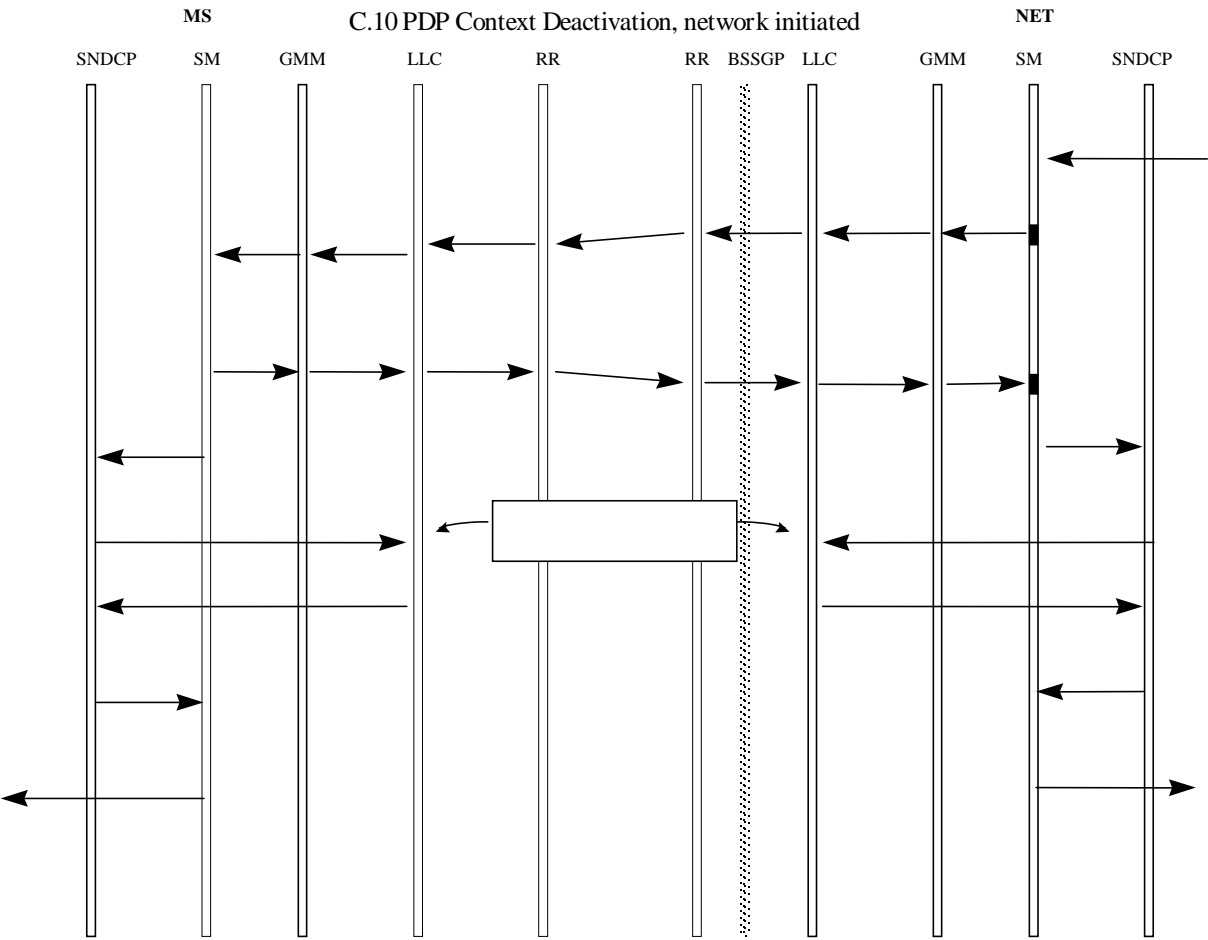 MS C.10 PDP Context Deactivation, network initiated NET
SNDCP SM GMM LLC RR RR BSSGP LLC GMM SM SNDCP